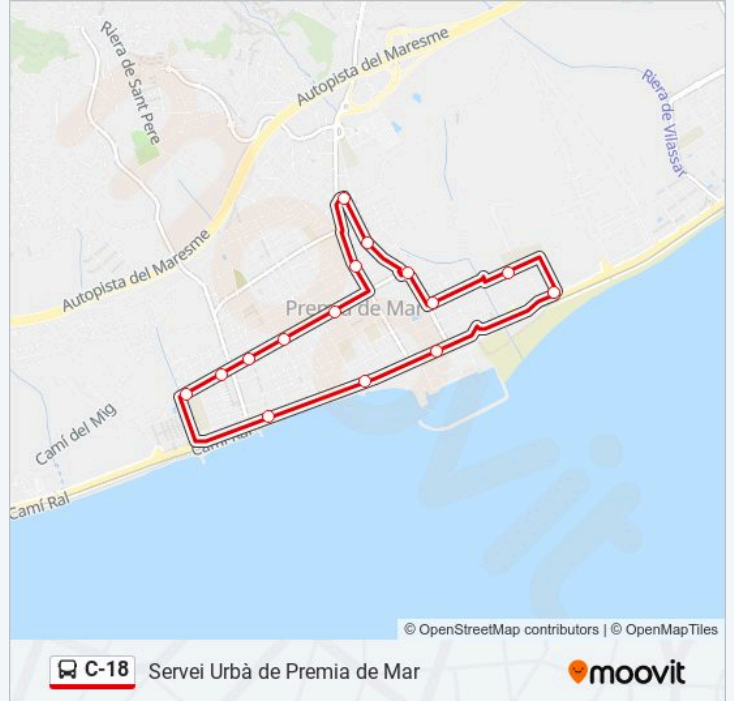 Riera de Sant Pere
Autopista del Maresme
Riera de Vilassar
Autopista del Maresme
Premià de Mar
Camí del Mig
Camí Ral
Camí Ral
© OpenStreetMap contributors | © OpenMapTiles
C-18 Servei Urbà de Premia de Mar
moovit